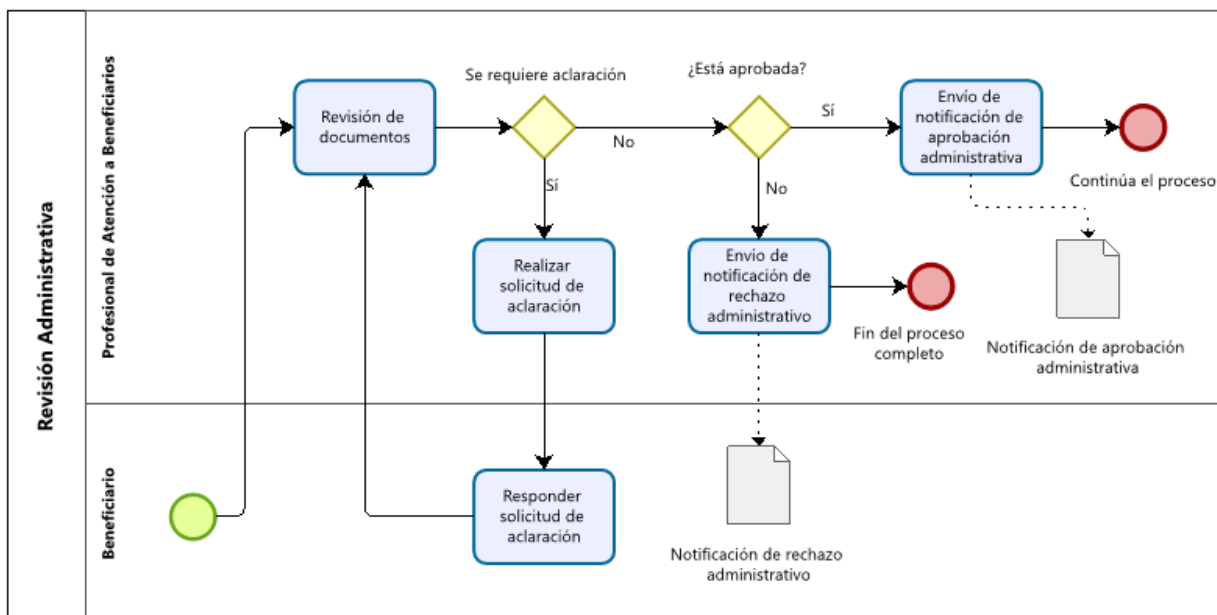 Revisión Administrativa
Profesional de Atención a Beneficiarios
Beneficiario
Revisión de
documentos
Se requiere aclaración
No
Sí
¿Está aprobada?
Sí
No
Envío de
notificación de
aprobación
administrativa
Continúa el proceso
Realizar
solicitud de
aclaración
Envío de
notificación de
rechazo
administrativo
Fin del proceso
completo
Notificación de aprobación
administrativa
Responder
solicitud de
aclaración
Notificación de rechazo
administrativo